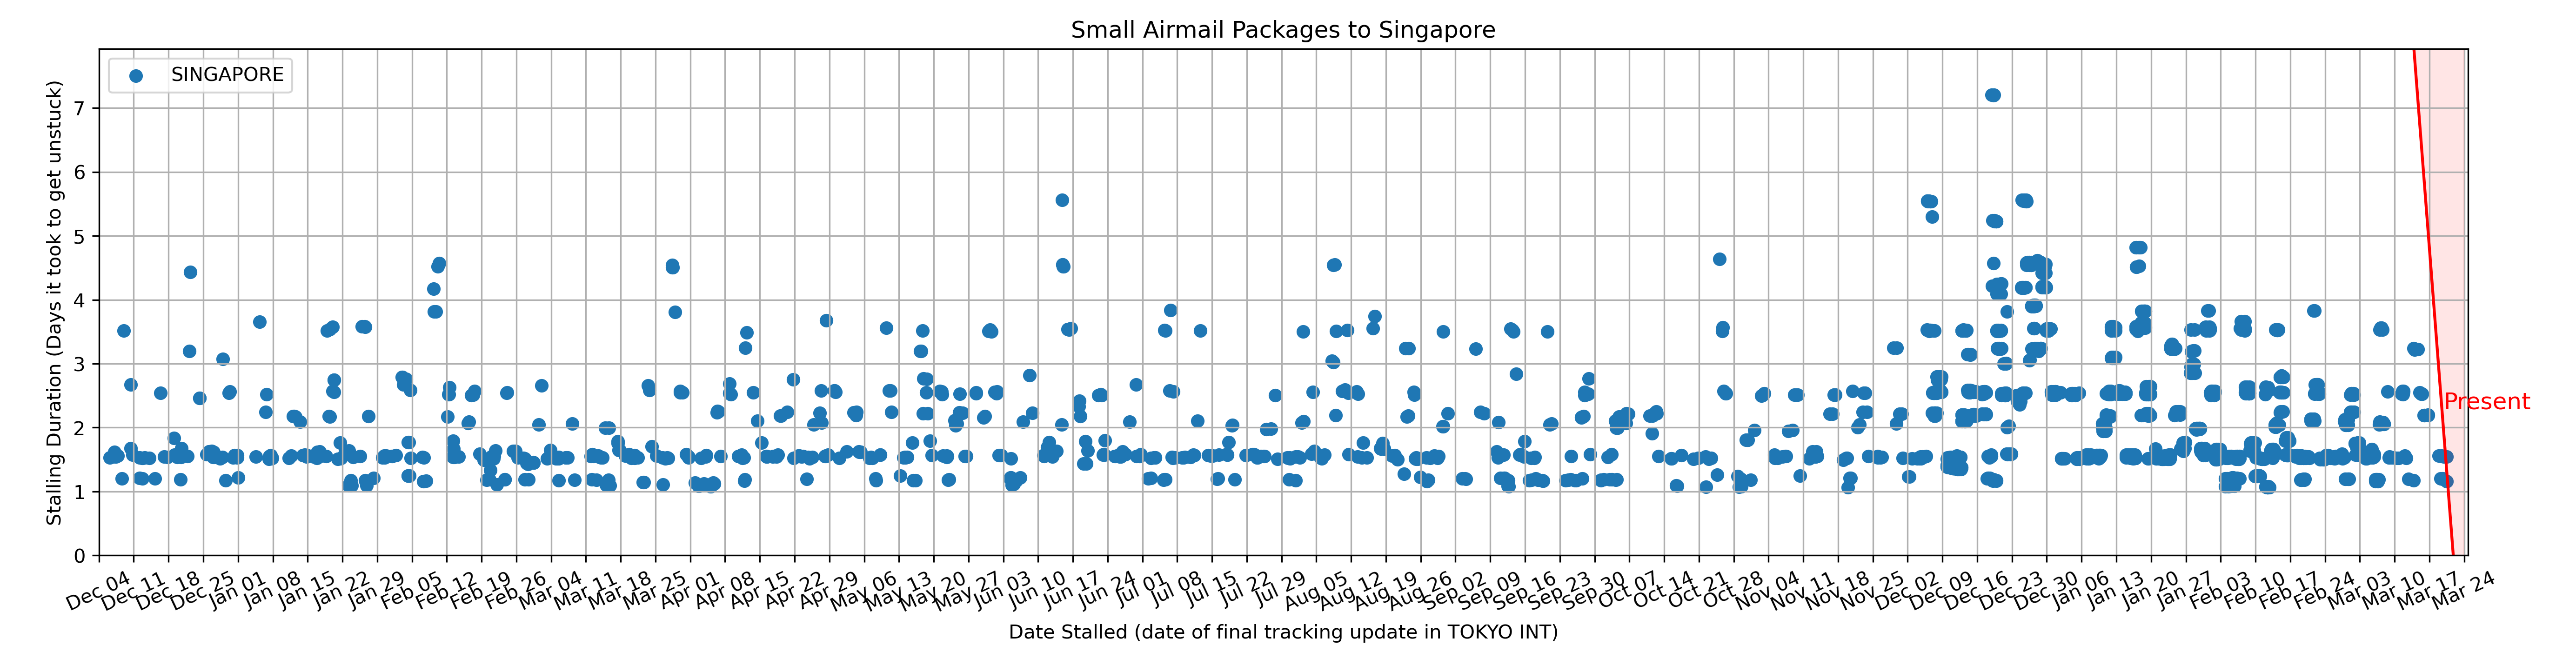 Small Airmail Packages to Singapore
SINGAPORE
Stalling Duration (Days it took to get unstuck)
7
6
5
4
3
2
1
0
Present
Dec 04
Dec 11
Dec 18
Dec 25
Jan 01
Jan 08
Jan 15
Jan 22
Jan 29
Feb 05
Feb 12
Feb 19
Feb 26
Mar 04
Mar 11
Mar 18
Mar 25
Apr 01
Apr 08
Apr 15
Apr 22
Apr 29
May 06
May 13
May 20
May 27
Jun 03
Jun 10
Jun 17
Jun 24
Jul 01
Jul 08
Jul 15
Jul 22
Jul 29
Aug 05
Aug 12
Aug 19
Aug 26
Sep 02
Sep 09
Sep 16
Sep 23
Sep 30
Oct 07
Oct 14
Oct 21
Oct 28
Nov 04
Nov 11
Nov 18
Nov 25
Dec 02
Dec 09
Dec 16
Dec 23
Dec 30
Jan 06
Jan 13
Jan 20
Jan 27
Feb 03
Feb 10
Feb 17
Feb 24
Mar 03
Mar 10
Mar 17
Mar 24
Date Stalled (date of final tracking update in TOKYO INT)